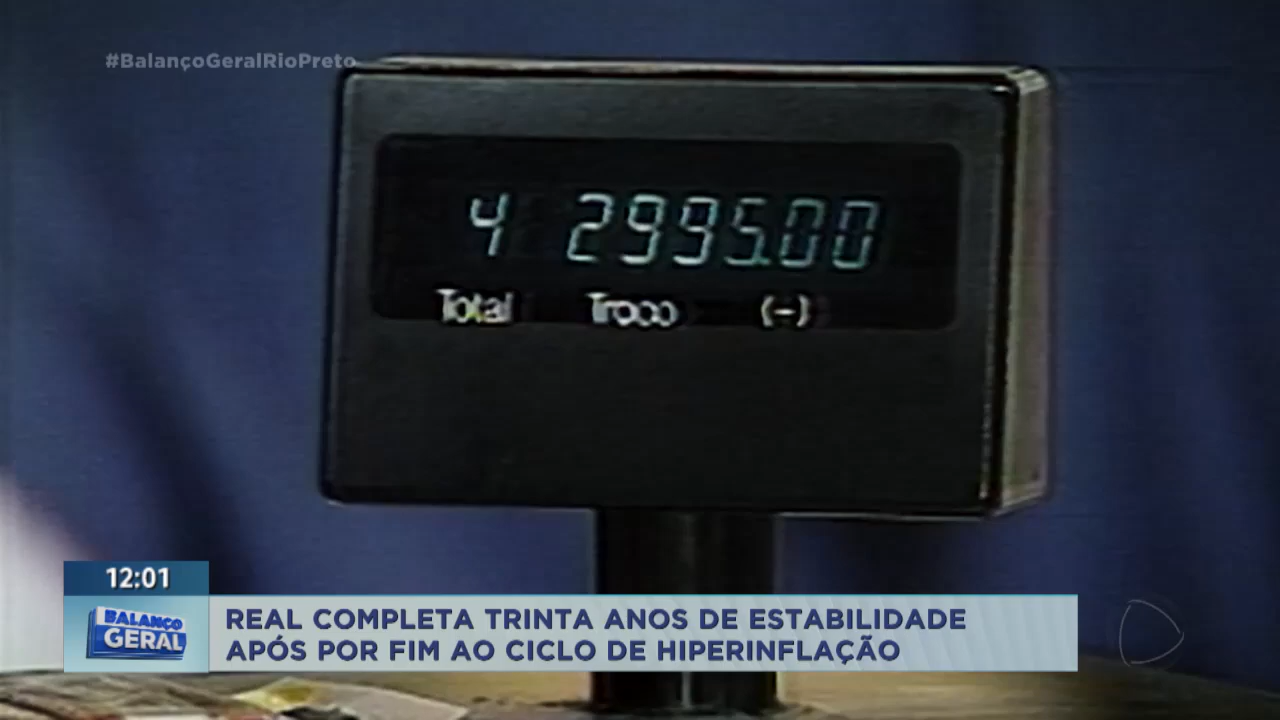 #BalançoGeralRioPreto
4 2995.00
Total Troco (-)
12:01
BALANÇO
GERAL
REAL COMPLETA TRINTA ANOS DE ESTABILIDADE
APÓS POR FIM AO CICLO DE HIPERINFLAÇÃO